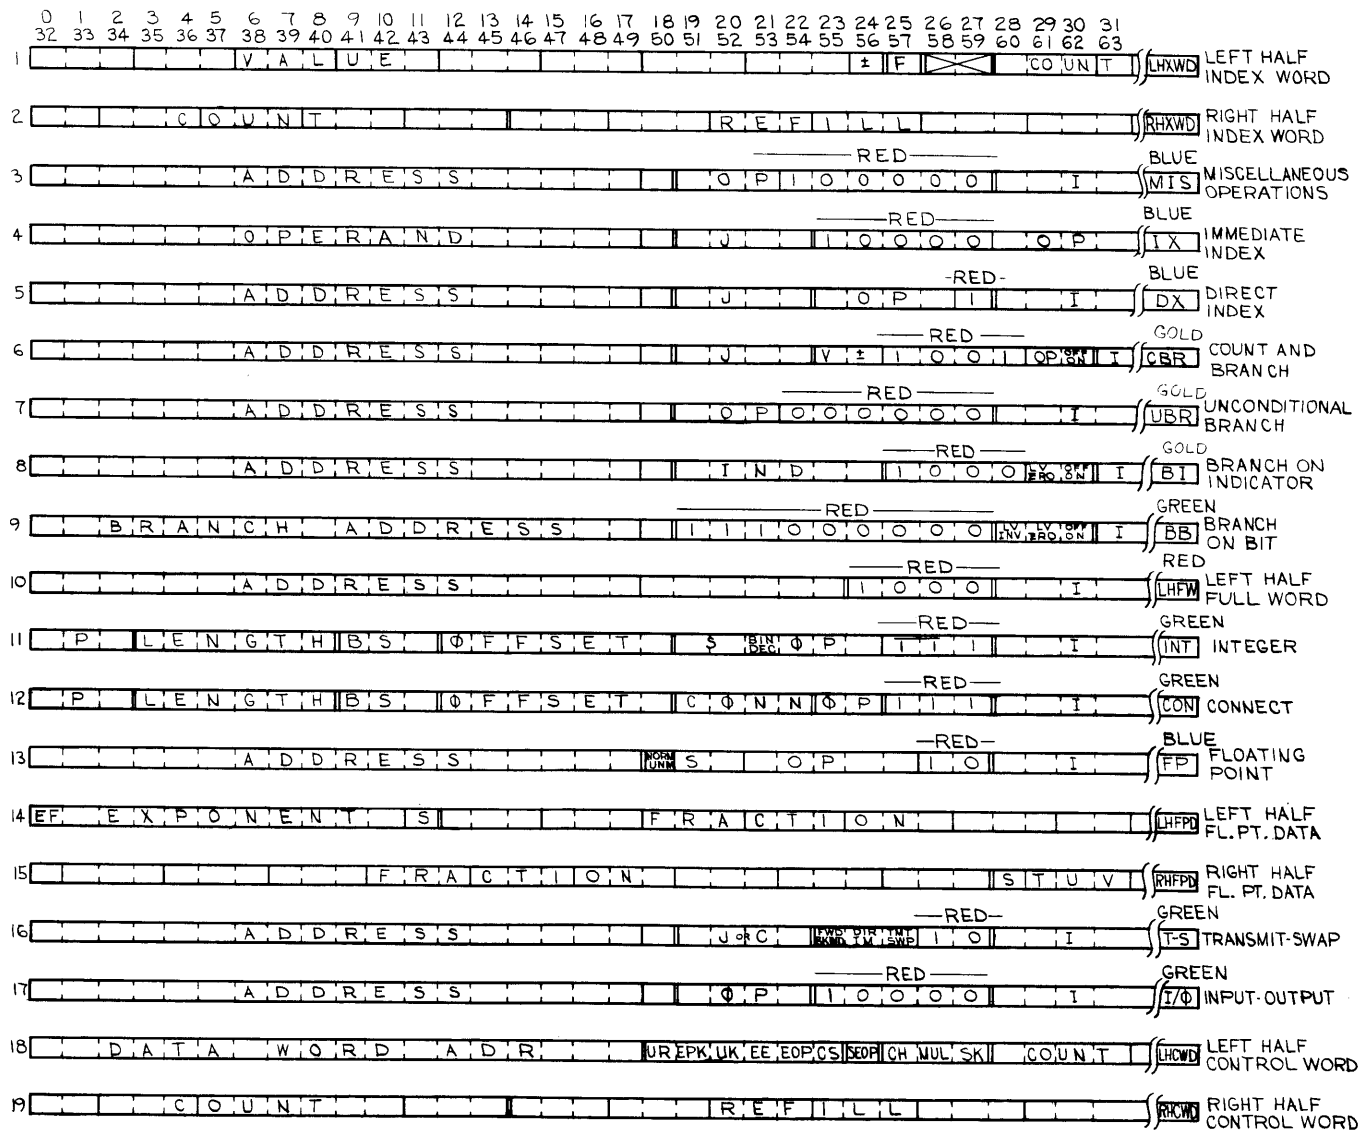 0 1 2 3 4 5 6 7 8 9 10 11 12 13 14 15 16 17 18 19 20 21 22 23 24 25 26 27 28 29 30 31
32 33 34 35 36 37 38 39 40 41 42 43 44 45 46 48 49 50 51 52 53 54 55 56 57 58 59 60 61 62 63
1 VALUE ± F COUNT LHXWD LEFT HALF
INDEX WORD
2 COUNT REFILL RHXWD RIGHT HALF
INDEX WORD
RED BLUE
3 ADDRESS OP 1 0 0 0 0 0 I MIS MISCELLANEOUS
OPERATIONS
RED BLUE
4 OPERAND J 1 0 0 0 0 OP IX IMMEDIATE
INDEX
RED BLUE
5 ADDRESS J OP 1 I DX DIRECT
INDEX
RED GOLD
6 ADDRESS J V ± 1 0 0 1 OP OFF ON I CBR COUNT AND
BRANCH
RED GOLD
7 ADDRESS OP 0 0 0 0 0 0 I UBR UNCONDITIONAL
BRANCH
RED GOLD
8 ADDRESS IND 1 0 0 0 LV ZRO OFF ON I BI BRANCH ON
INDICATOR
RED GREEN
9 BRANCH ADDRESS 1 1 1 0 0 0 0 0 0 LV INV LV ZRO OFF ON I BB BRANCH
ON BIT
RED RED
10 ADDRESS 1 0 0 0 I LHFW LEFT HALF
FULL WORD
RED GREEN
11 P LENGTH BS ØFFSET S BIN DEC ØP 1 1 1 I INT INTEGER
RED GREEN
12 P LENGTH BS ØFFSET CØNN ØP 1 1 1 I CON CONNECT
RED BLUE
13 ADDRESS NORM UNM S OP 1 0 I FP FLOATING
POINT
14 EF EXPONENT S FRACTION LHFPD LEFT HALF
FL. PT. DATA
15 FRACTION S T U V RHFPD RIGHT HALF
FL. PT. DATA
RED GREEN
16 ADDRESS J OR C FWD BKWD DIR IM TMT SWP 1 0 I T-S TRANSMIT-SWAP
RED GREEN
17 ADDRESS ØP 1 0 0 0 0 I I/Ø INPUT-OUTPUT
18 DATA WORD ADR UR EPK UK EE EOP CS SEOP CH MUL SK COUNT LHCWD LEFT HALF
CONTROL WORD
19 COUNT REFILL RHCWD RIGHT HALF
CONTROL WORD